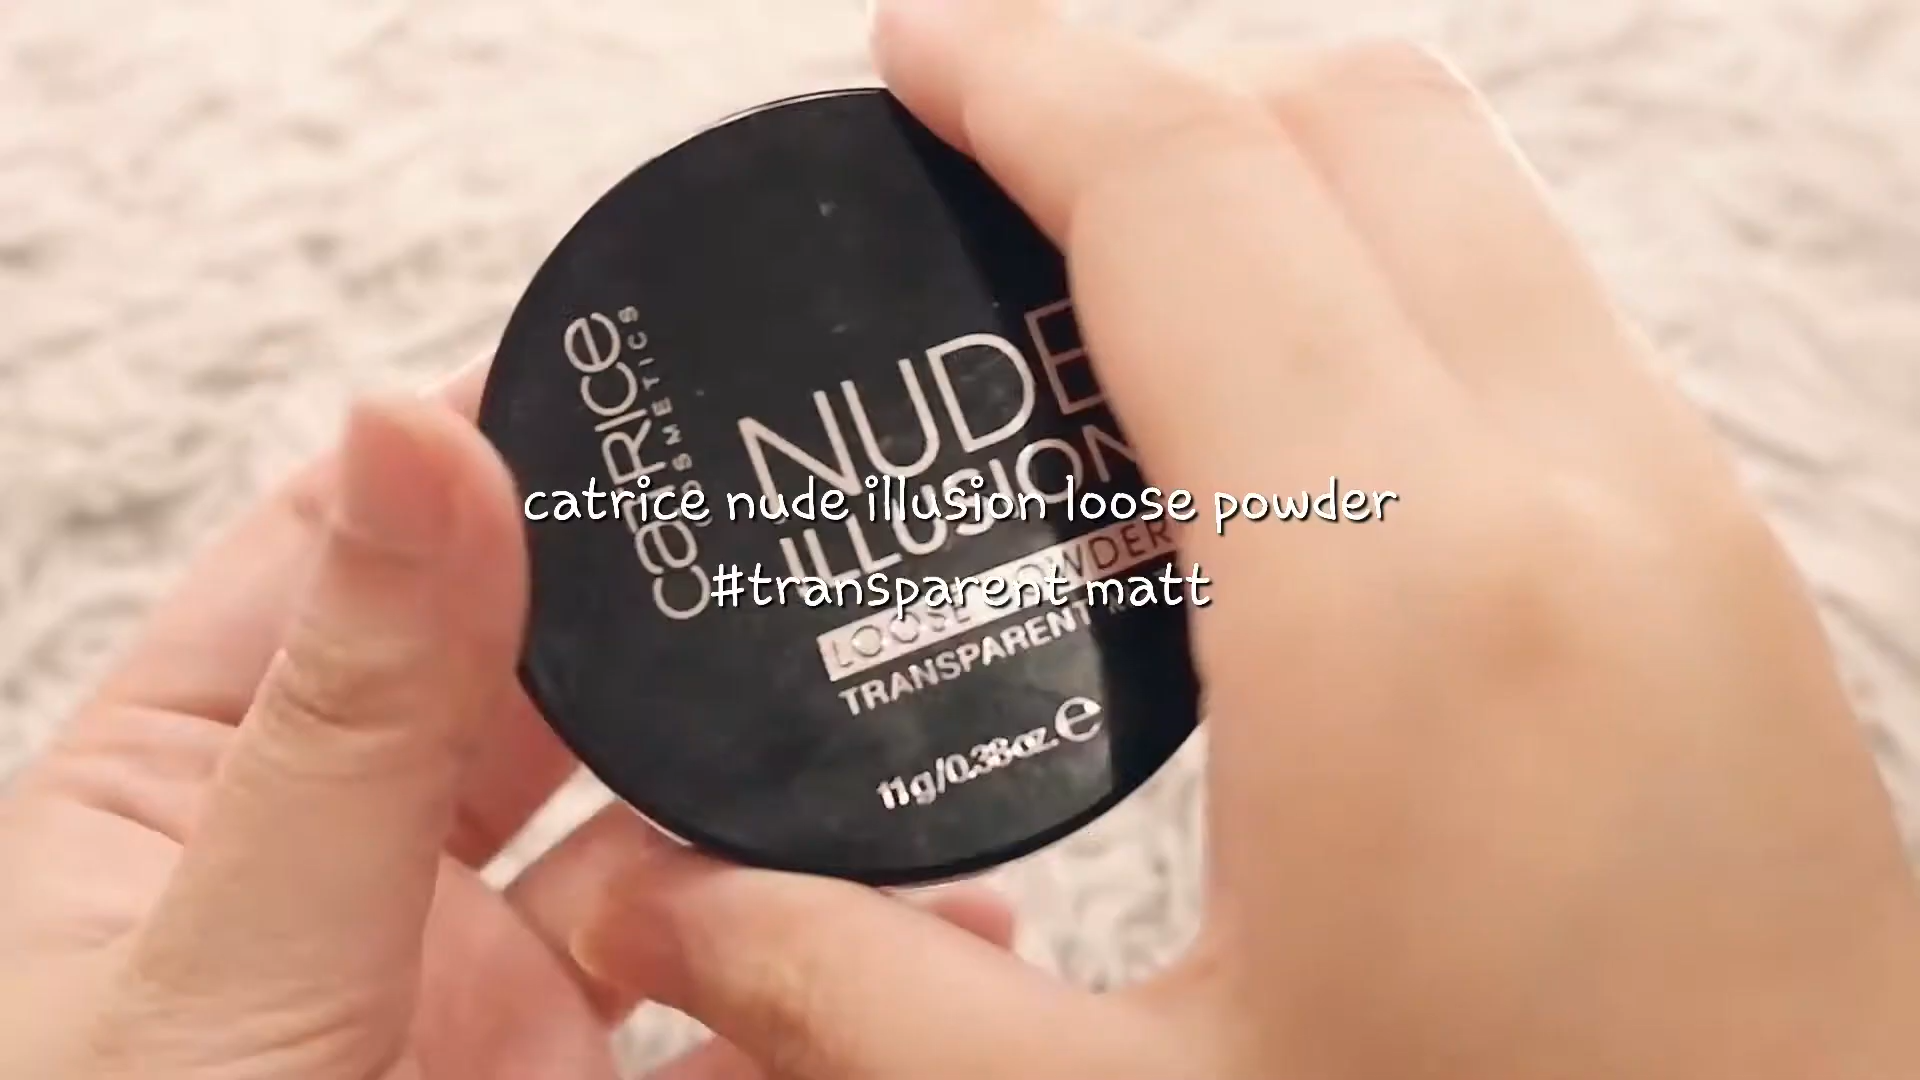 catrice
COSMETICS
NUDE
ILLUSION
LOOSE POWDER
TRANSPARENT
11g/0.38oz. e
catrice nude illusion loose powder
#transparent matt